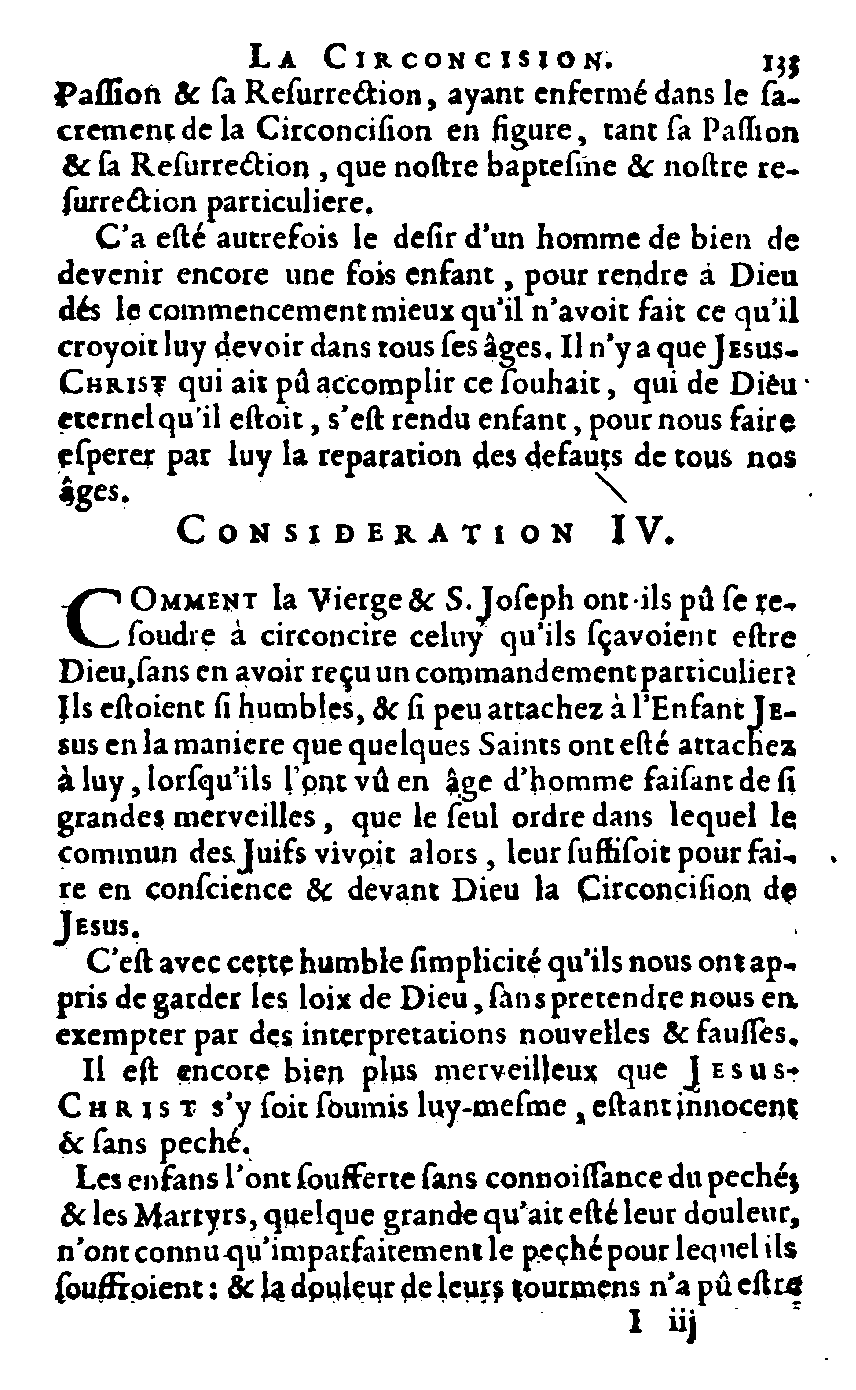 LA CIRCONCISION. 135
Paſſion & ſa Reſurrection, ayant enfermé dans le ſa-
crement de la Circonciſion en figure, tant ſa Paſſion
& ſa Reſurrection, que noſtre bapteſme & noſtre re-
ſurrection particuliere.
C'a eſté autrefois le deſir d'un homme de bien de
devenir encore une fois enfant, pour rendre à Dieu
dés le commencement mieux qu'il n'avoit fait ce qu'il
croyoit luy devoir dans tous ſes âges. Il n'y a que JESUS-
CHRIST qui ait pû accomplir ce ſouhait, qui de Dieu
eternel qu'il eſtoit, s'eſt rendu enfant, pour nous faire
eſperer par luy la reparation des defauts de tous nos
âges.
CONSIDERATION IV.
COMMENT la Vierge & S. Joſeph ont-ils pû ſe re-
ſoudre à circoncire celuy qu'ils ſçavoient eſtre
Dieu, ſans en avoir reçu un commandement particulier?
Ils eſtoient ſi humbles, & ſi peu attachez à l'Enfant JE-
SUS en la maniere que quelques Saints ont eſté attachez
à luy, lorſqu'ils l'ont vû en âge d'homme faiſant de ſi
grandes merveilles, que le ſeul ordre dans lequel le
commun des Juifs vivoit alors, leur ſuffiſoit pour fai-
re en conſcience & devant Dieu la Circonciſion de
JESUS.
C'eſt avec cette humble ſimplicité qu'ils nous ont ap-
pris de garder les loix de Dieu, ſans pretendre nous en
exempter par des interpretations nouvelles & fauſſes.
Il eſt encore bien plus merveilleux que JESUS-
CHRIST s'y ſoit ſoumis luy-meſme, eſtant innocent
& ſans peché.
Les enfans l'ont ſoufferte ſans connoiſſance du peché;
& les Martyrs, quelque grande qu'ait eſté leur douleur,
n'ont connu qu'imparfaitement le peché pour lequel ils
ſouffroient : & la douleur de leurs tourmens n'a pû eſtre
I iij